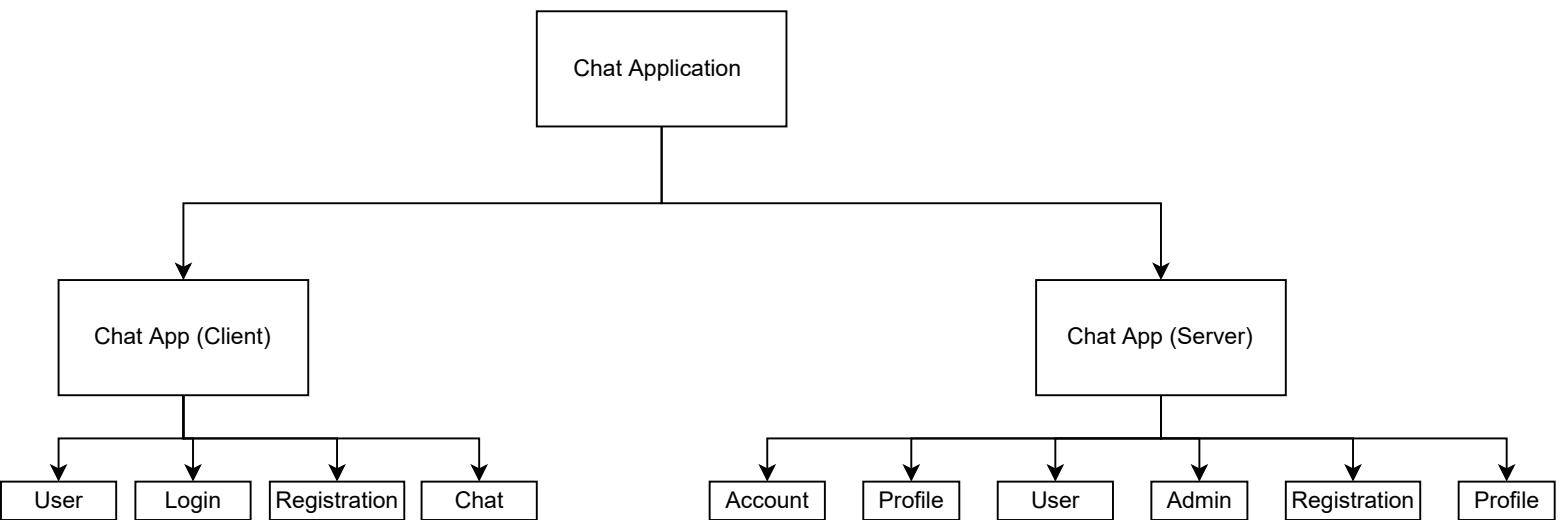 Chat Application
Chat App (Client)
Chat App (Server)
User
Login
Registration
Chat
Account
Profile
User
Admin
Registration
Profile